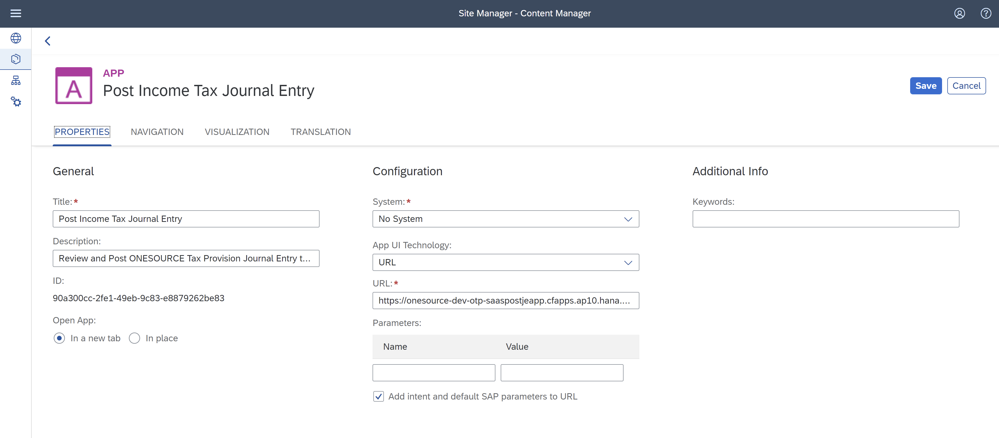 Site Manager - Content Manager
A
APP
Post Income Tax Journal Entry
Save
Cancel
PROPERTIES
NAVIGATION
VISUALIZATION
TRANSLATION
General
Title:*
Post Income Tax Journal Entry
Description:
Review and Post ONESOURCE Tax Provision Journal Entry t...
ID:
90a300cc-2fe1-49eb-9c83-e8879262be83
Open App:
In a new tab
In place
Configuration
System:*
No System
App UI Technology:
URL
URL:*
https://onesource-dev-otp-saaspostjeapp.cfapps.ap10.hana....
Parameters:
Name
Value
Add intent and default SAP parameters to URL
Additional Info
Keywords: